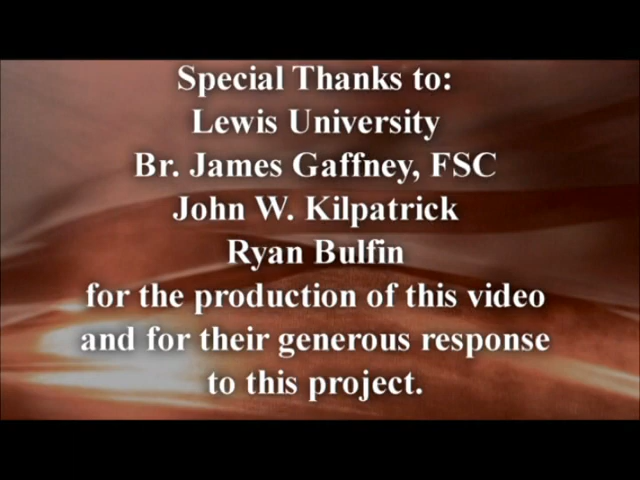 Special Thanks to:
Lewis University
Br. James Gaffney, FSC
John W. Kilpatrick
Ryan Bulfin
for the production of this video
and for their generous response
to this project.